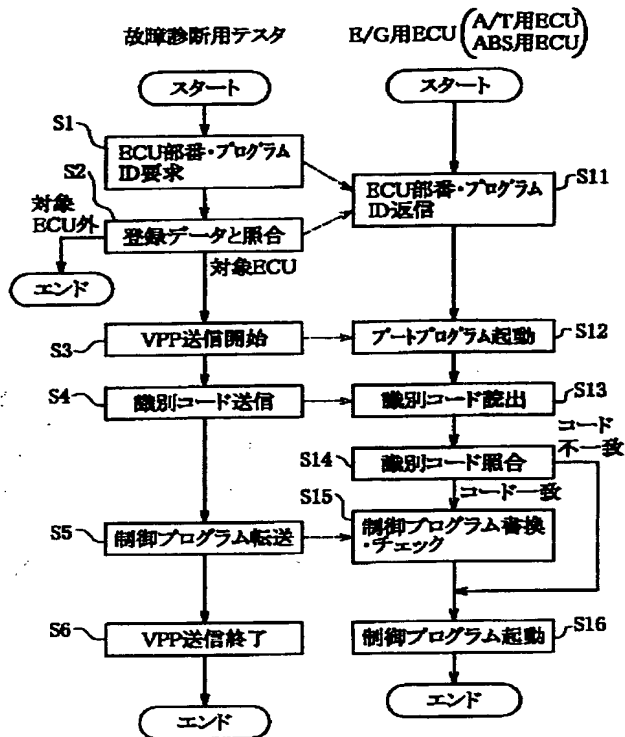 故障診断用テスタ
E/G用ECU
A/T用ECU
ABS用ECU
スタート
スタート
S1
ECU部番・プログラム
ID要求
S2
登録データと照合
対象
ECU外
エンド
対象ECU
ECU部番・プログラム
ID返信
S11
S3
VPP送信開始
ブートプログラム起動
S12
S4
識別コード送信
識別コード読出
S13
S14
識別コード照合
コード
不一致
コード一致
S15
S5
制御プログラム転送
制御プログラム書換
・チェック
S6
VPP送信終了
制御プログラム起動
S16
エンド
エンド